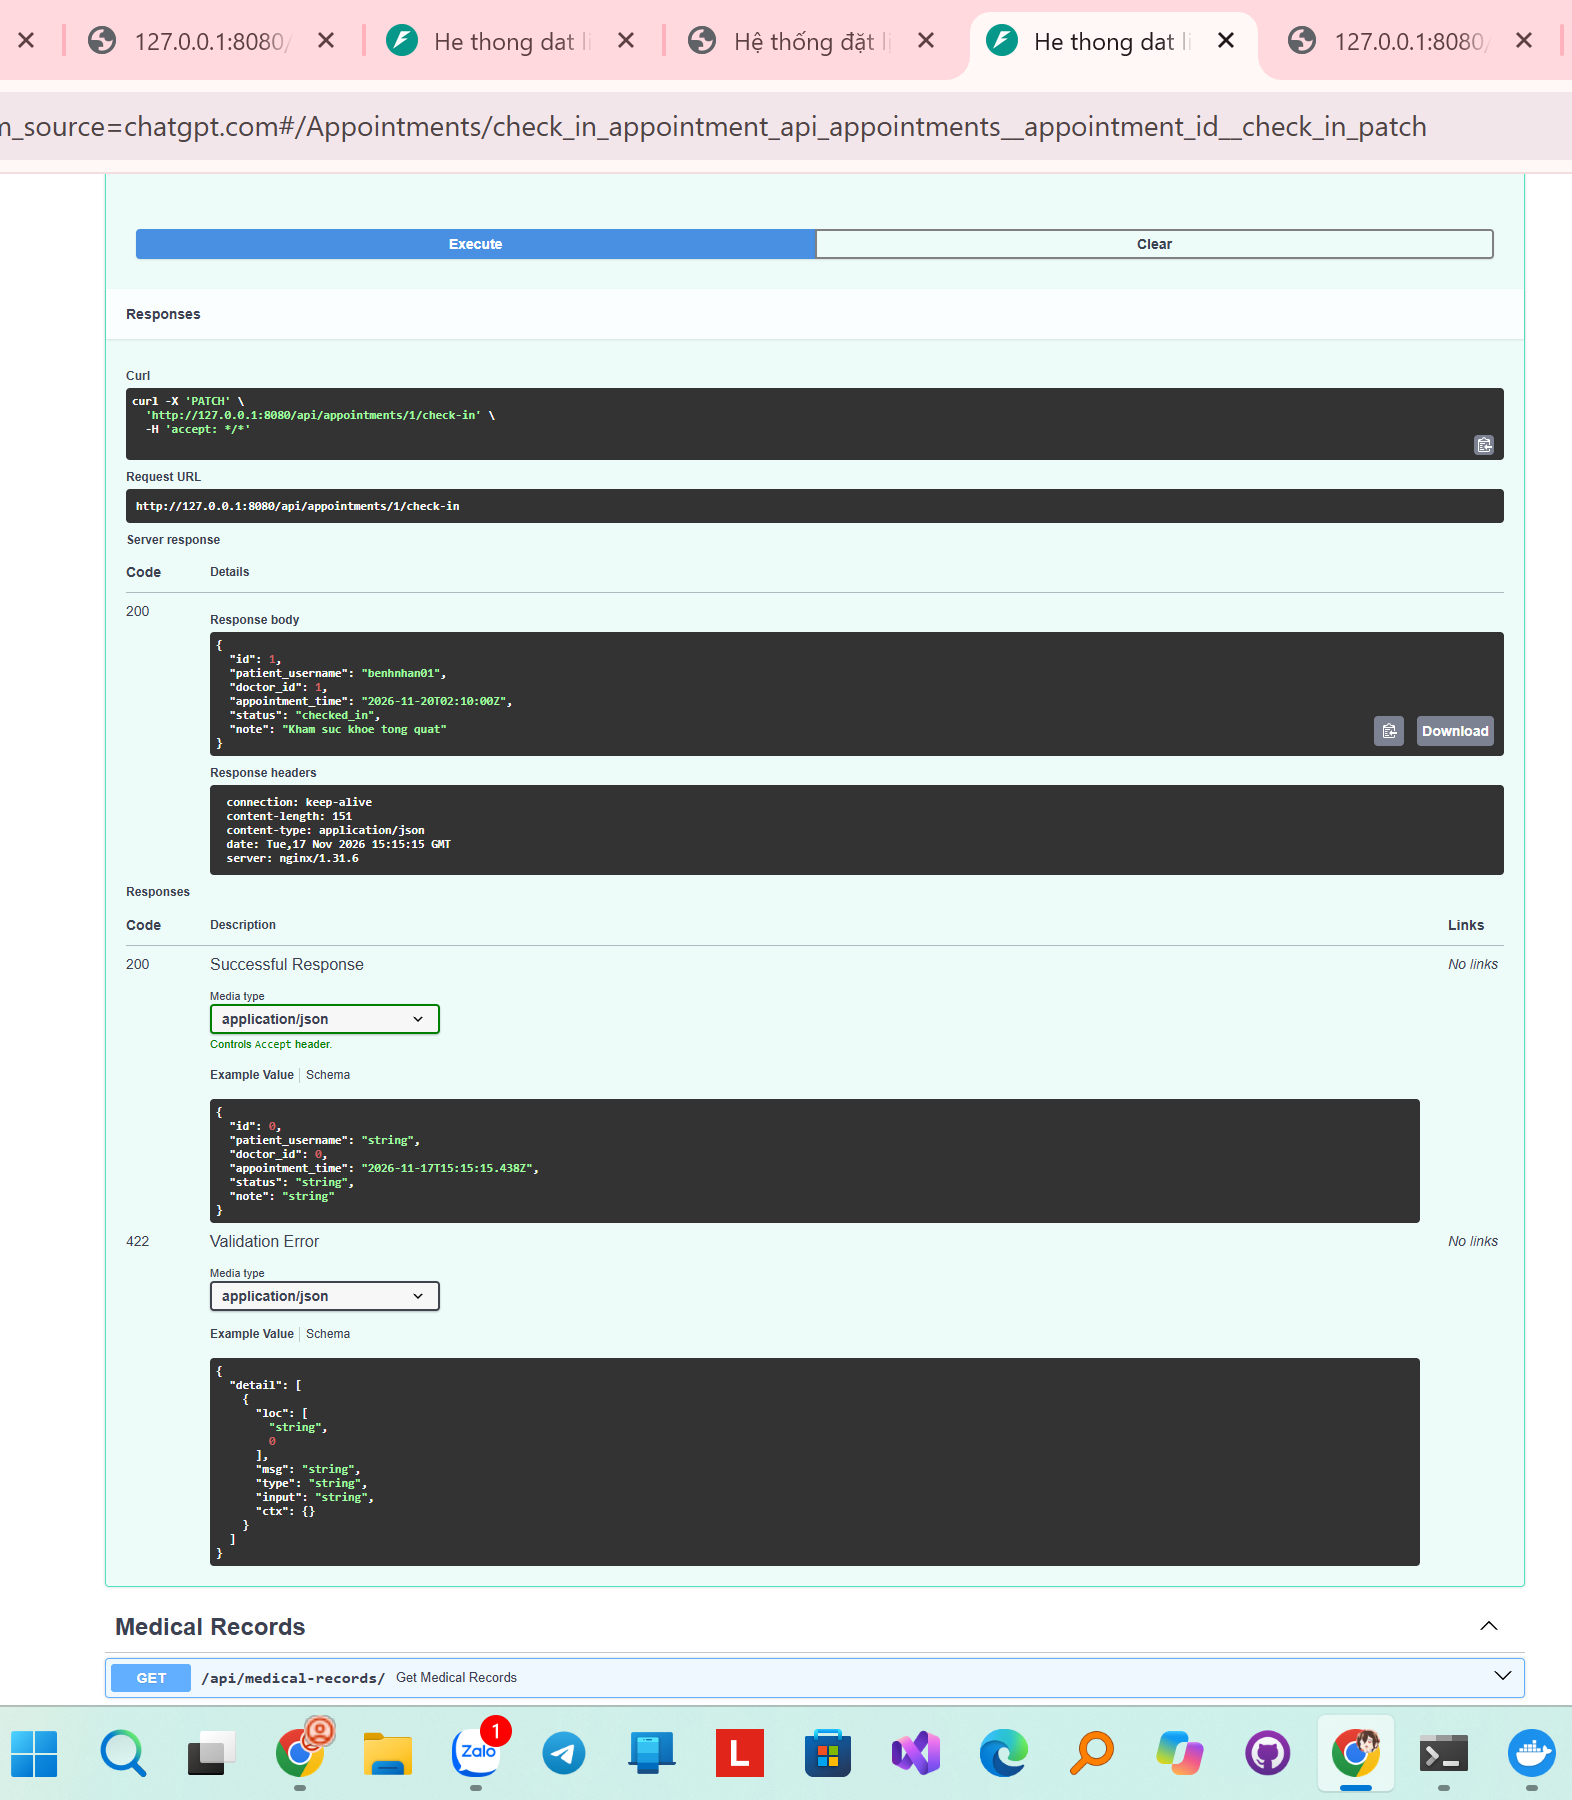 127.0.0.1:8080/
He thong dat li
Hệ thống đặt li
He thong dat li
127.0.0.1:8080/
m_source=chatgpt.com#/Appointments/check_in_appointment_api_appointments__appointment_id__check_in_patch
Execute
Clear
Responses
Curl
curl -X 'PATCH' \
'http://127.0.0.1:8080/api/appointments/1/check-in' \
-H 'accept: */*'
Request URL
http://127.0.0.1:8080/api/appointments/1/check-in
Server response
Code
Details
200
Response body
{
"id": 1,
"patient_username": "benhnhan01",
"doctor_id": 1,
"appointment_time": "2026-11-20T02:10:00Z",
"status": "checked_in",
"note": "Kham suc khoe tong quat"
}
Download
Response headers
connection: keep-alive
content-length: 151
content-type: application/json
date: Tue,17 Nov 2026 15:15:15 GMT
server: nginx/1.31.6
Responses
Code
Description
Links
200
Successful Response
No links
Media type
application/json
Controls Accept header.
Example Value
Schema
{
"id": 0,
"patient_username": "string",
"doctor_id": 0,
"appointment_time": "2026-11-17T15:15:15.438Z",
"status": "string",
"note": "string"
}
422
Validation Error
No links
Media type
application/json
Example Value
Schema
{
"detail": [
{
"loc": [
"string",
0
],
"msg": "string",
"type": "string",
"input": "string",
"ctx": {}
}
]
}
Medical Records
GET
/api/medical-records/
Get Medical Records
Zalo
1
L